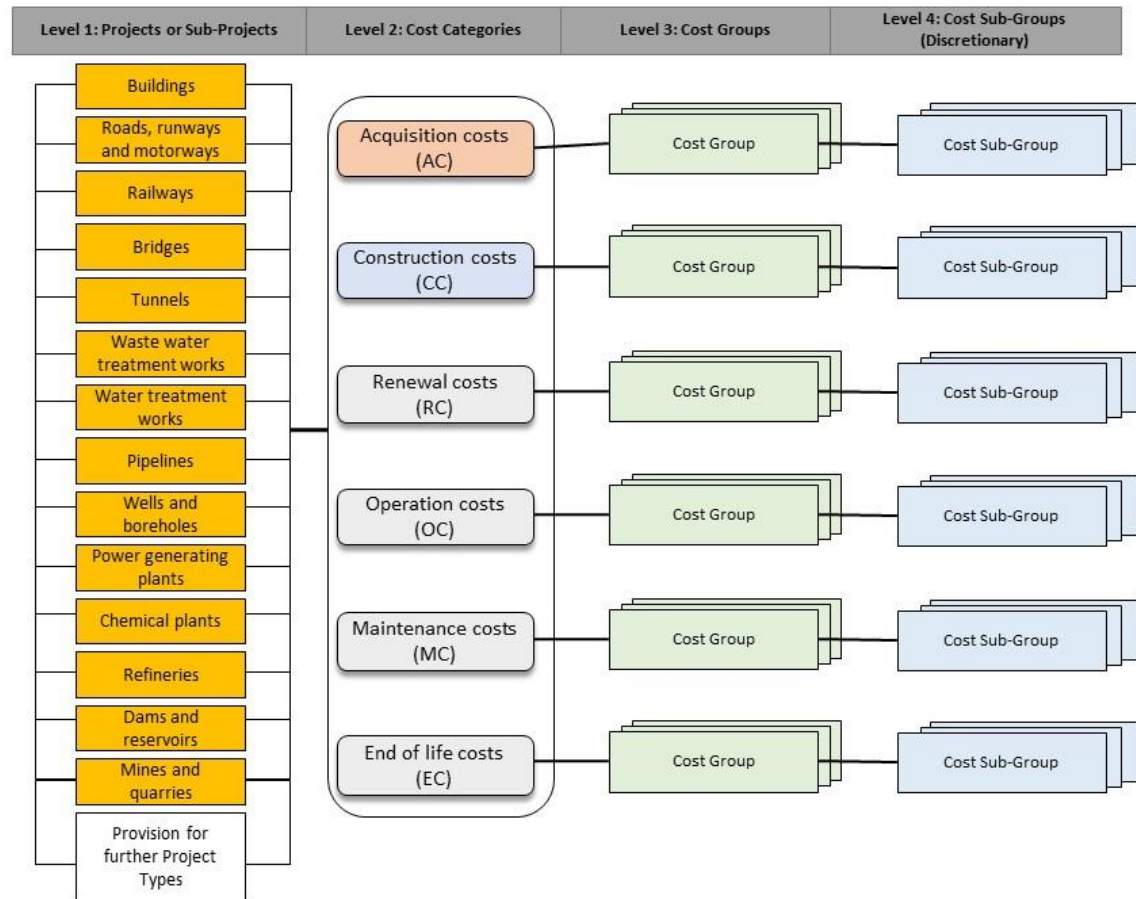 Level 1: Projects or Sub-Projects
Level 2: Cost Categories
Level 3: Cost Groups
Level 4: Cost Sub-Groups
(Discretionary)
Buildings
Roads, runways
and motorways
Railways
Bridges
Tunnels
Waste water
treatment works
Water treatment
works
Pipelines
Wells and
boreholes
Power generating
plants
Chemical plants
Refineries
Dams and
reservoirs
Mines and
quarries
Provision for
further Project
Types
Acquisition costs
(AC)
Cost Group
Cost Sub-Group
Construction costs
(CC)
Cost Group
Cost Sub-Group
Renewal costs
(RC)
Cost Group
Cost Sub-Group
Operation costs
(OC)
Cost Group
Cost Sub-Group
Maintenance costs
(MC)
Cost Group
Cost Sub-Group
End of life costs
(EC)
Cost Group
Cost Sub-Group